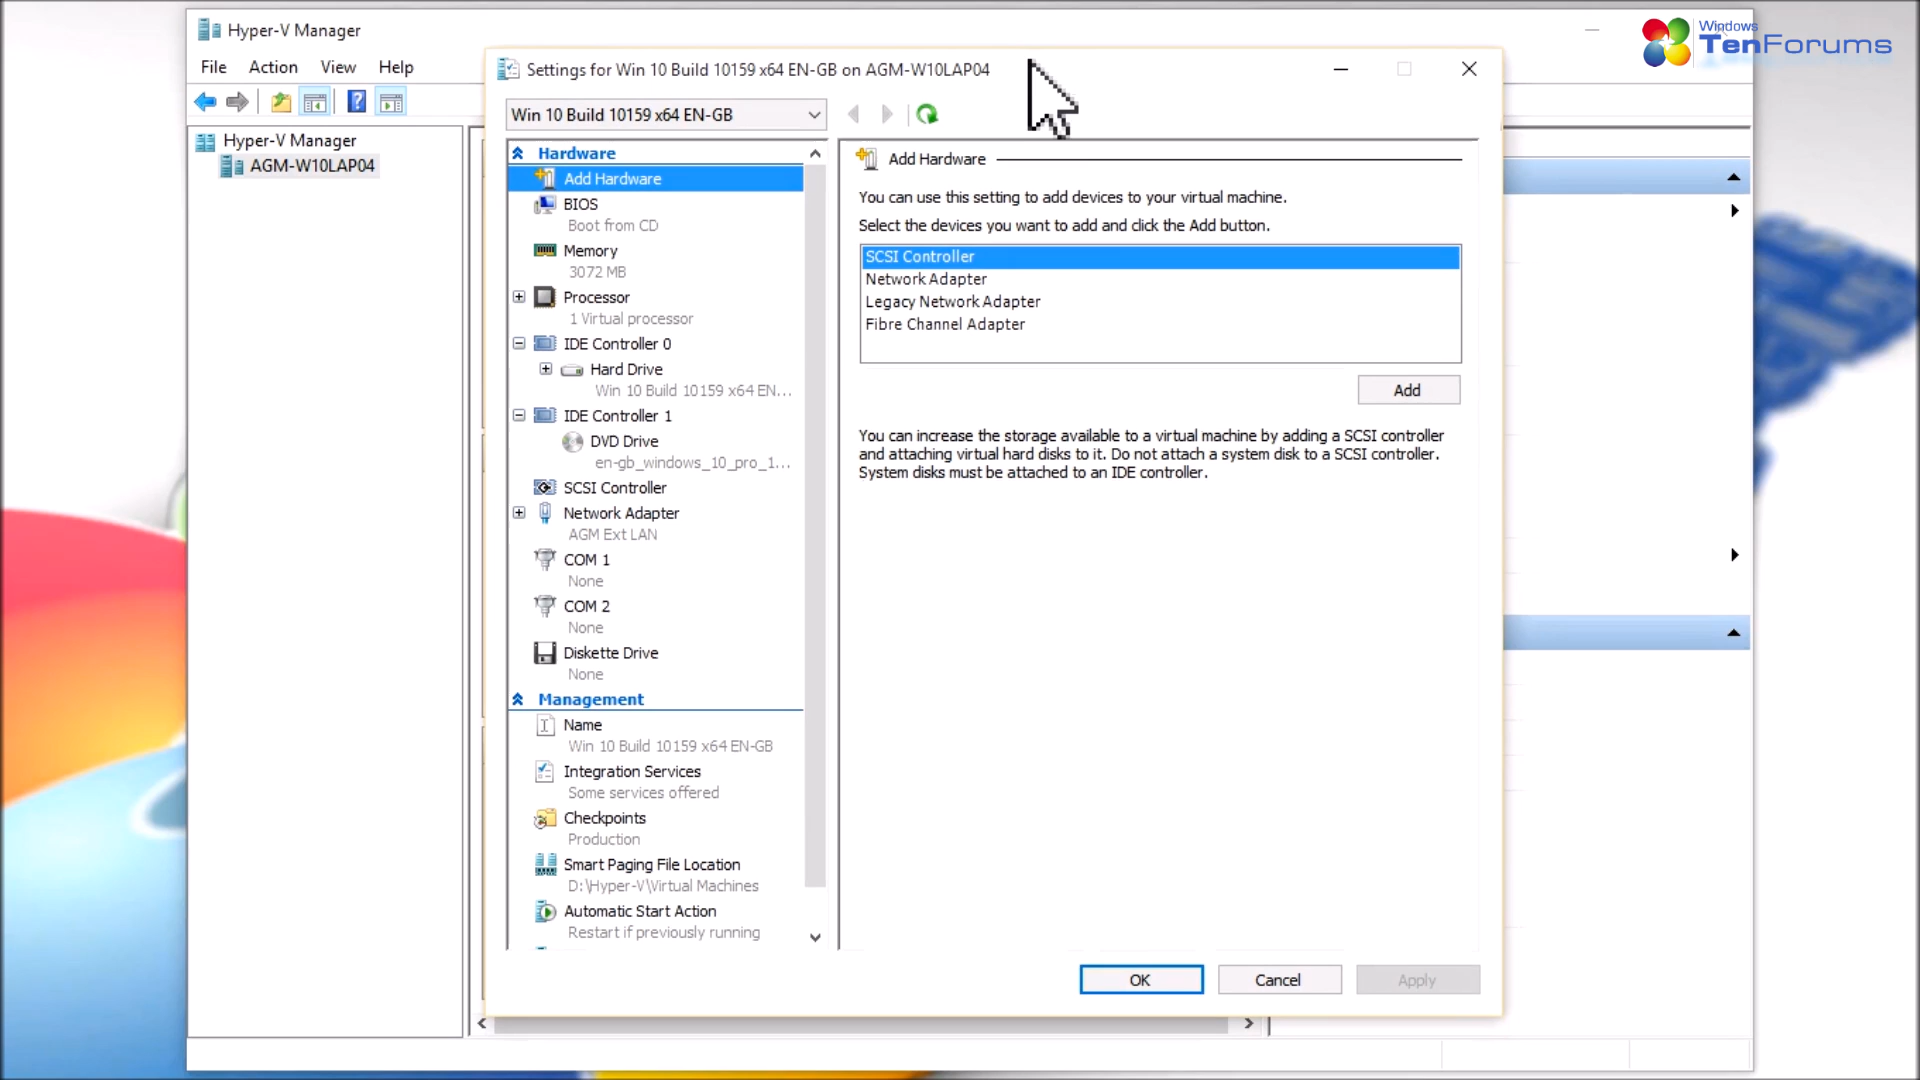 Hyper-V Manager
Windows
TenForums
File Action View Help
Settings for Win 10 Build 10159 x64 EN-GB on AGM-W10LAP04
Win 10 Build 10159 x64 EN-GB
Hyper-V Manager
AGM-W10LAP04
Hardware
Add Hardware
BIOS
Boot from CD
Memory
3072 MB
Processor
1 Virtual processor
IDE Controller 0
Hard Drive
Win 10 Build 10159 x64 EN...
IDE Controller 1
DVD Drive
en-gb_windows_10_pro_1...
SCSI Controller
Network Adapter
AGM Ext LAN
COM 1
None
COM 2
None
Diskette Drive
None
Management
Name
Win 10 Build 10159 x64 EN-GB
Integration Services
Some services offered
Checkpoints
Production
Smart Paging File Location
D:\Hyper-V\Virtual Machines
Automatic Start Action
Restart if previously running
Add Hardware
You can use this setting to add devices to your virtual machine.
Select the devices you want to add and click the Add button.
SCSI Controller
Network Adapter
Legacy Network Adapter
Fibre Channel Adapter
Add
You can increase the storage available to a virtual machine by adding a SCSI controller
and attaching virtual hard disks to it. Do not attach a system disk to a SCSI controller.
System disks must be attached to an IDE controller.
OK Cancel Apply